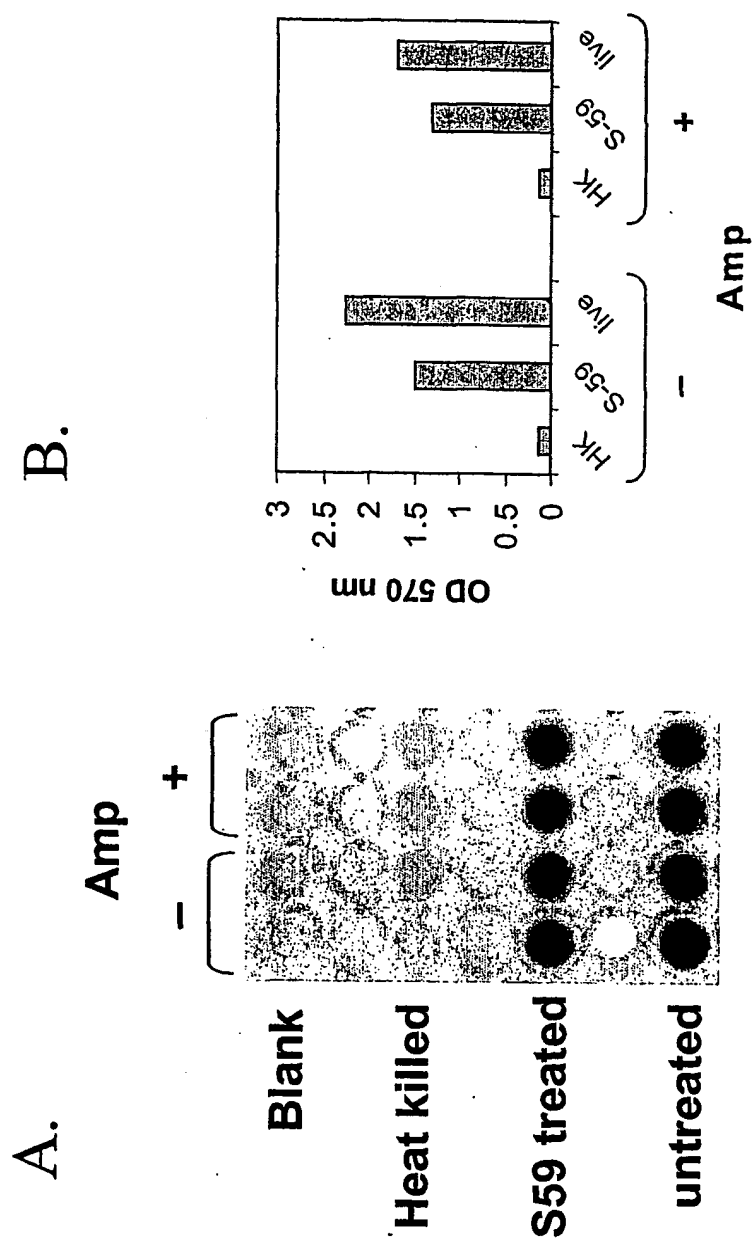 A.
Amp
– +
Blank
Heat killed
S59 treated
untreated
B.
OD 570 nm
3
2.5
2
1.5
1
0.5
0
HK S-59 live HK S-59 live
– +
Amp